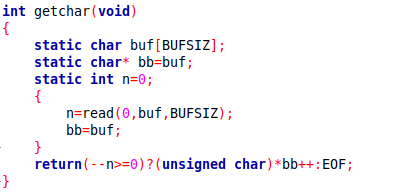 int getchar(void)
{
static char buf[BUFSIZ];
static char* bb=buf;
static int n=0;
{
n=read(0,buf,BUFSIZ);
bb=buf;
}
return(--n>=0)?(unsigned char)*bb++:EOF;
}